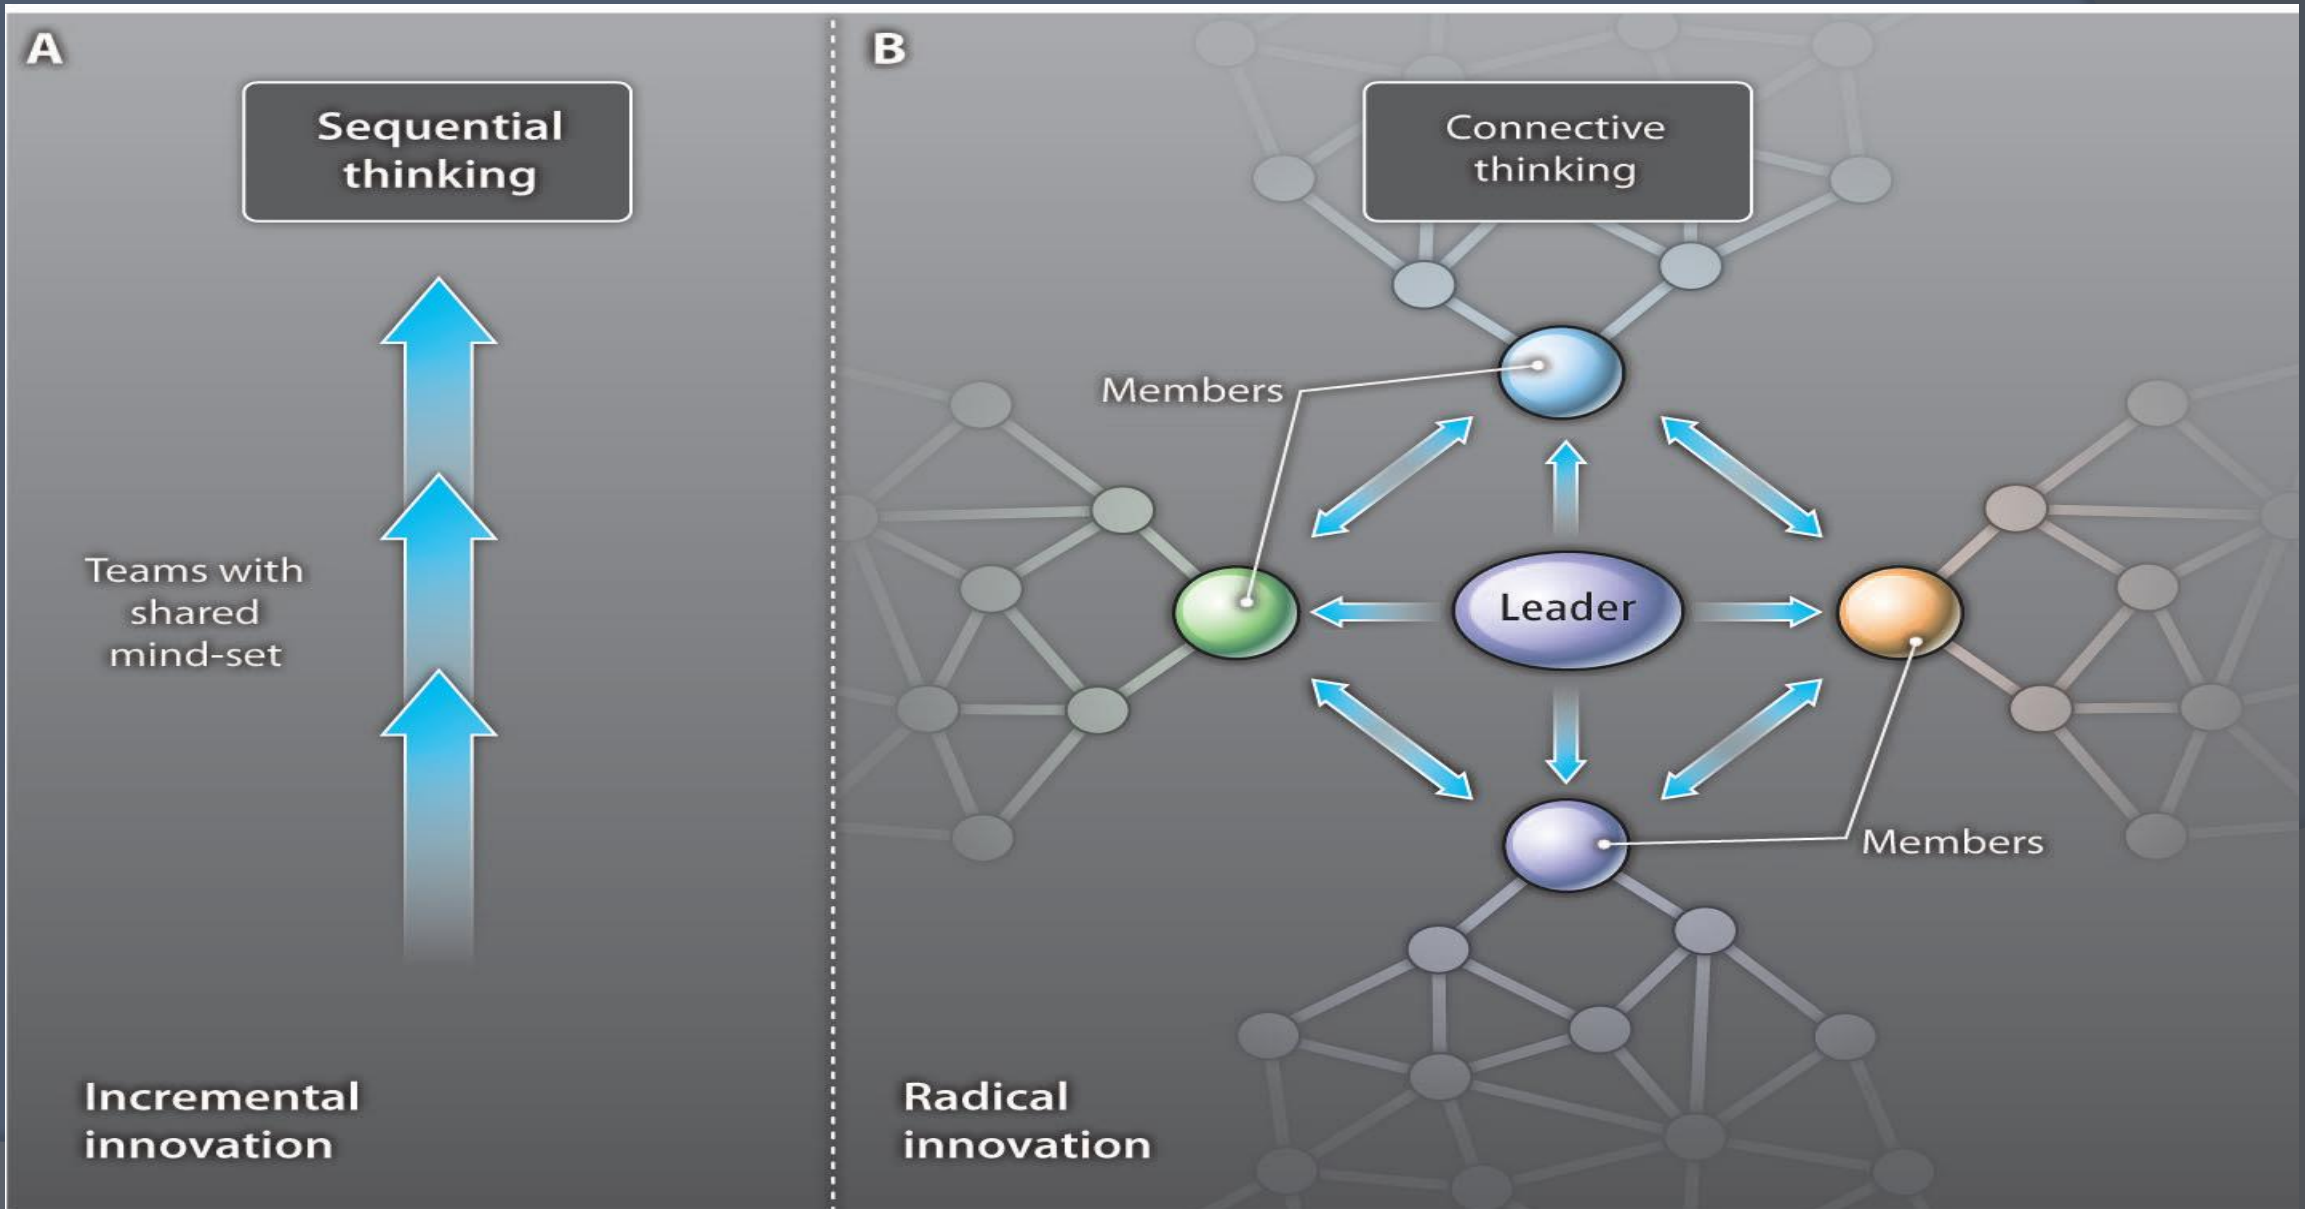 A
Sequential
thinking
Teams with
shared
mind-set
Incremental
innovation
B
Connective
thinking
Members
Leader
Members
Radical
innovation